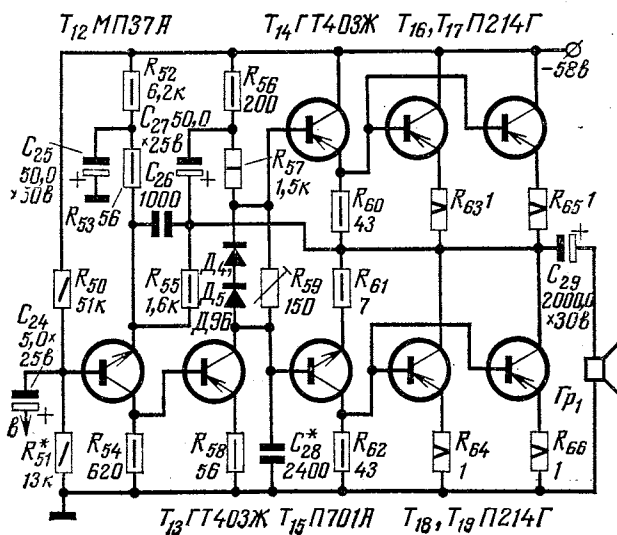 T12 МП37А
T14 ГТ403Ж
T16, T17 П214Г
-58в
R52
6,2к
R56
200
C27 50,0
×25в
C25
50,0
×30в
C26
1000
R57
1,5к
R53 56
R60
43
R63 1
R65 1
R50
51к
R55
1,6к
Д4,
Д5
Д9Б
R59
150
R61
7
C29
2000,0
×30в
C24
5,0×
25в
Гр1
в
R51*
13к
R54
620
R58
56
C28*
2400
R62
43
R64
1
R66
1
T13 ГТ403Ж
T15 П701А
T18, T19 П214Г